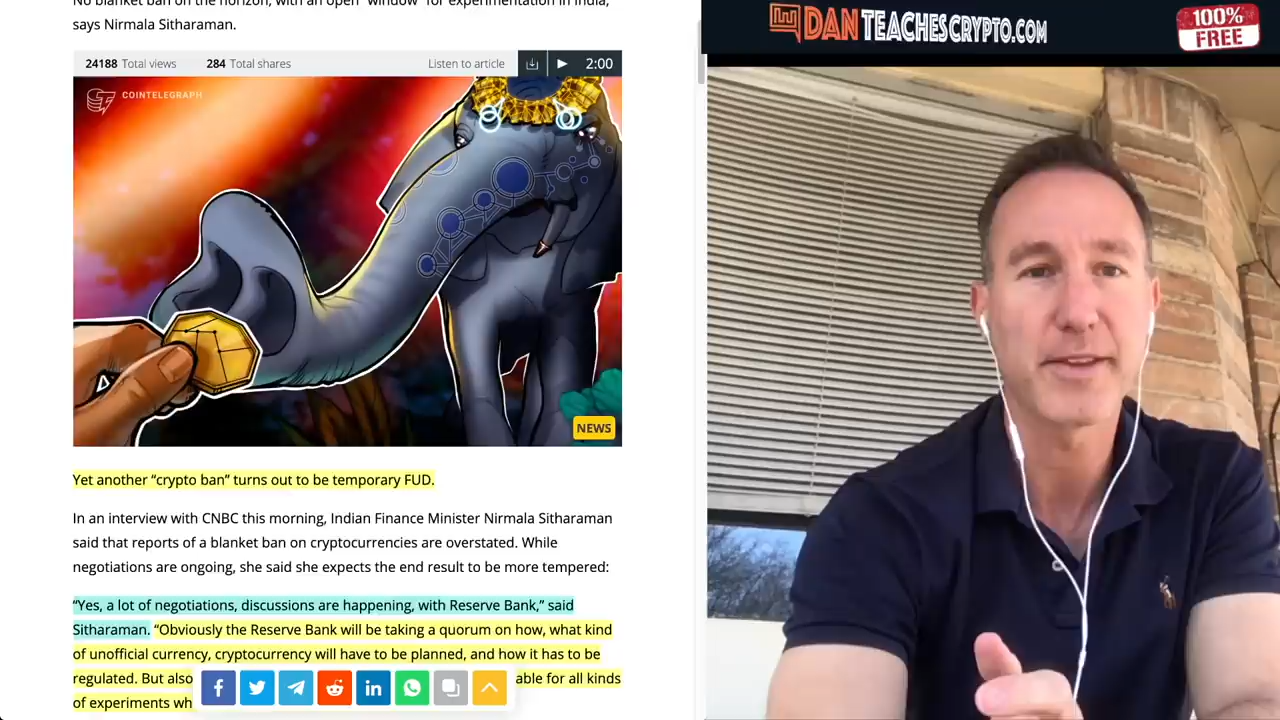 No blanket ban on the horizon, with an open "window" for experimentation in India,
says Nirmala Sitharaman.
24188 Total views 284 Total shares Listen to article 2:00
COINTELEGRAPH
NEWS
Yet another “crypto ban” turns out to be temporary FUD.
In an interview with CNBC this morning, Indian Finance Minister Nirmala Sitharaman
said that reports of a blanket ban on cryptocurrencies are overstated. While
negotiations are ongoing, she said she expects the end result to be more tempered:
“Yes, a lot of negotiations, discussions are happening, with Reserve Bank,” said
Sitharaman. “Obviously the Reserve Bank will be taking a quorum on how, what kind
of unofficial currency, cryptocurrency will have to be planned, and how it has to be
regulated. But also able for all kinds
of experiments wh
DANTEACHESCRYPTO.COM
100%
FREE